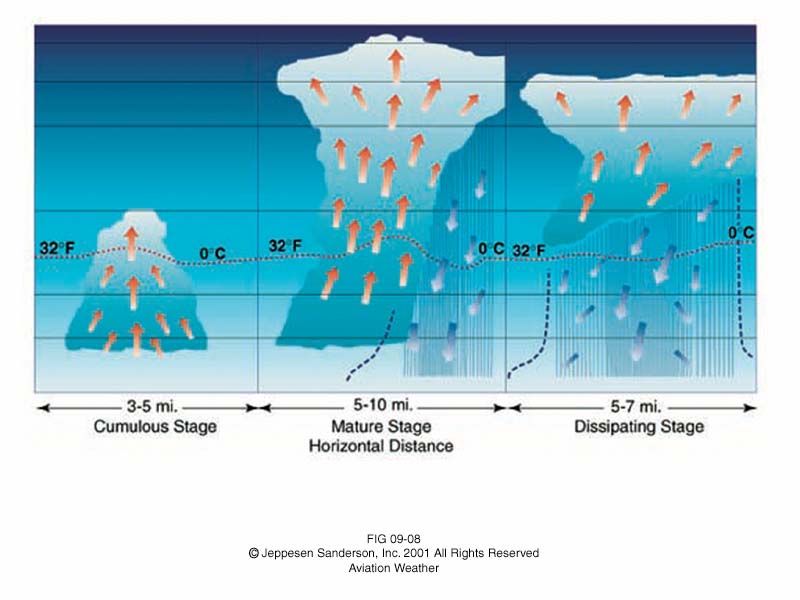 32°F
0°C
32°F
0°C
32°F
0°C
3-5 mi.
Cumulous Stage
5-10 mi.
Mature Stage
Horizontal Distance
5-7 mi.
Dissipating Stage
FIG 09-08
© Jeppesen Sanderson, Inc. 2001 All Rights Reserved
Aviation Weather